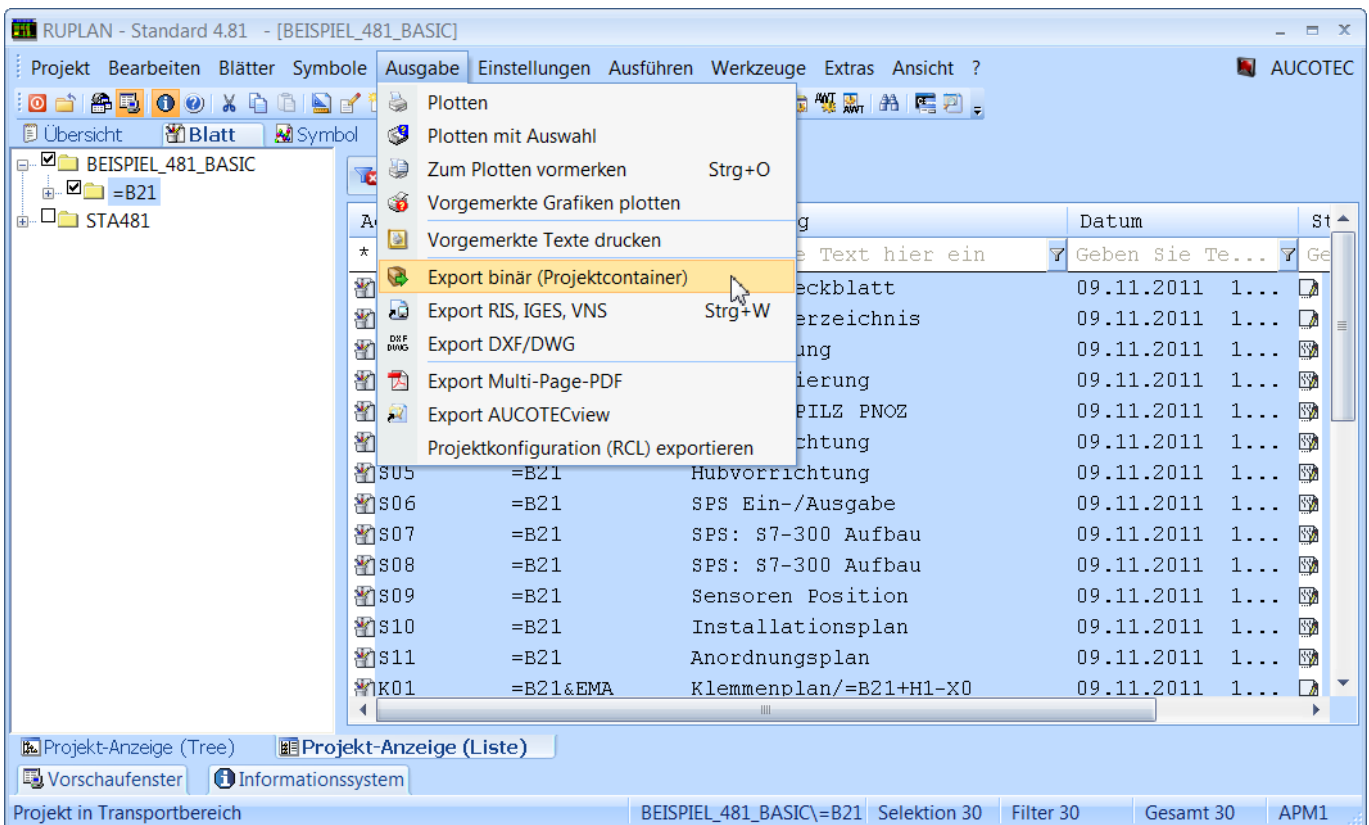 RUPLAN - Standard 4.81 - [BEISPIEL_481_BASIC]
Projekt Bearbeiten Blätter Symbole Ausgabe Einstellungen Ausführen Werkzeuge Extras Ansicht ? AUCOTEC
Übersicht Blatt Symbol
BEISPIEL_481_BASIC
=B21
STA481
Plotten
Plotten mit Auswahl
Zum Plotten vormerken Strg+O
Vorgemerkte Grafiken plotten
Vorgemerkte Texte drucken
Export binär (Projektcontainer)
Export RIS, IGES, VNS Strg+W
DXF DWG Export DXF/DWG
Export Multi-Page-PDF
Export AUCOTECview
Projektkonfiguration (RCL) exportieren
A g Datum St
* e Text hier ein Geben Sie Te... Ge
eckblatt 09.11.2011 1...
erzeichnis 09.11.2011 1...
ung 09.11.2011 1...
ierung 09.11.2011 1...
PILZ PNOZ 09.11.2011 1...
chtung 09.11.2011 1...
S05 =B21 Hubvorrichtung 09.11.2011 1...
S06 =B21 SPS Ein-/Ausgabe 09.11.2011 1...
S07 =B21 SPS: S7-300 Aufbau 09.11.2011 1...
S08 =B21 SPS: S7-300 Aufbau 09.11.2011 1...
S09 =B21 Sensoren Position 09.11.2011 1...
S10 =B21 Installationsplan 09.11.2011 1...
S11 =B21 Anordnungsplan 09.11.2011 1...
K01 =B21&EMA Klemmenplan/=B21+H1-X0 09.11.2011 1...
Projekt-Anzeige (Tree) Projekt-Anzeige (Liste)
Vorschaufenster Informationssystem
Projekt in Transportbereich BEISPIEL_481_BASIC\=B21 Selektion 30 Filter 30 Gesamt 30 APM1